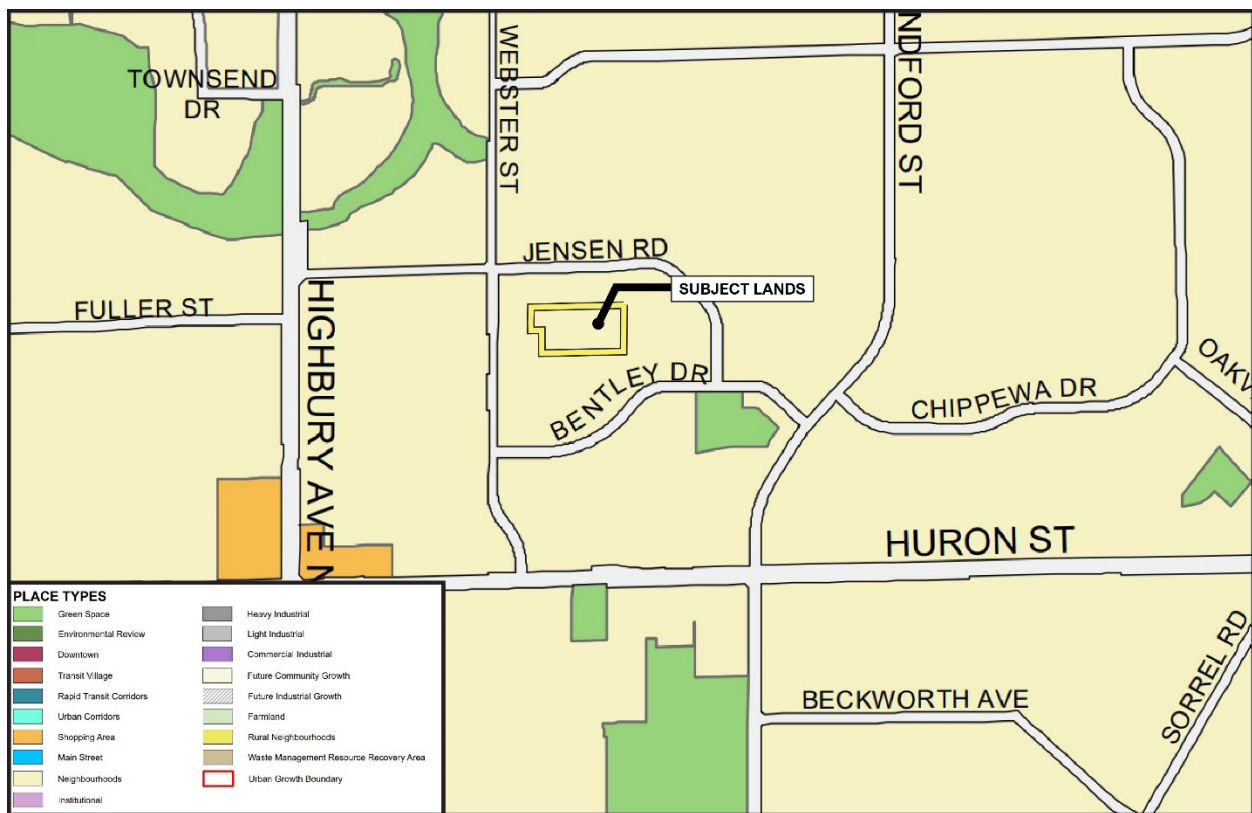 TOWNSEND
DR
WEBSTER ST
NDFORD ST
JENSEN RD
SUBJECT LANDS
FULLER ST
HIGHBURY AVE N
BENTLEY DR
CHIPPEWA DR
OAKV
HURON ST
BECKWORTH AVE
SORREL RD
PLACE TYPES
Green Space
Environmental Review
Downtown
Transit Village
Rapid Transit Corridors
Urban Corridors
Shopping Area
Main Street
Neighbourhoods
Institutional
Heavy Industrial
Light Industrial
Commercial Industrial
Future Community Growth
Future Industrial Growth
Farmland
Rural Neighbourhoods
Waste Management Resource Recovery Area
Urban Growth Boundary